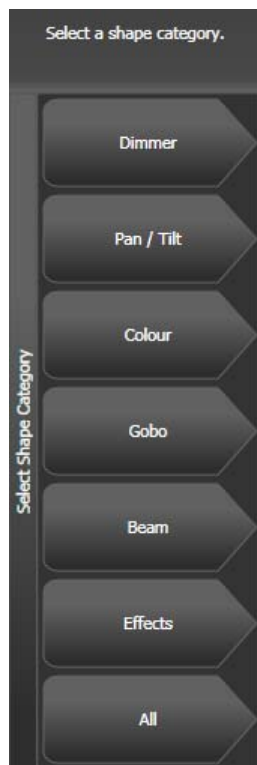 Select a shape category.
Select Shape Category
Dimmer
Pan / Tilt
Colour
Gobo
Beam
Effects
All